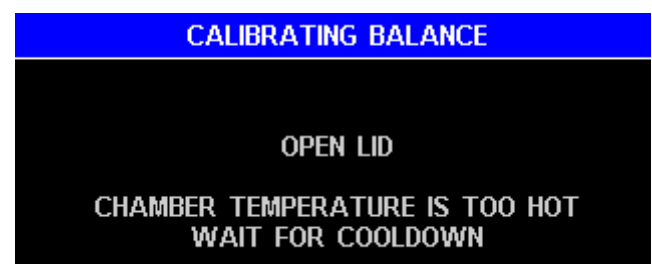 CALIBRATING BALANCE
OPEN LID
CHAMBER TEMPERATURE IS TOO HOT
WAIT FOR COOLDOWN